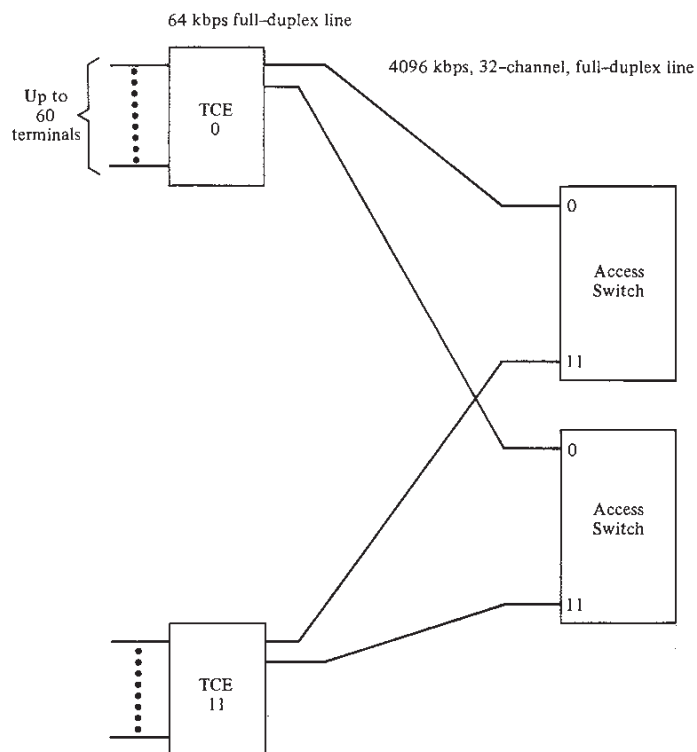 64 kbps full-duplex line
4096 kbps, 32-channel, full-duplex line
Up to
60
terminals
TCE
0
0
Access
Switch
11
0
Access
Switch
11
TCE
11